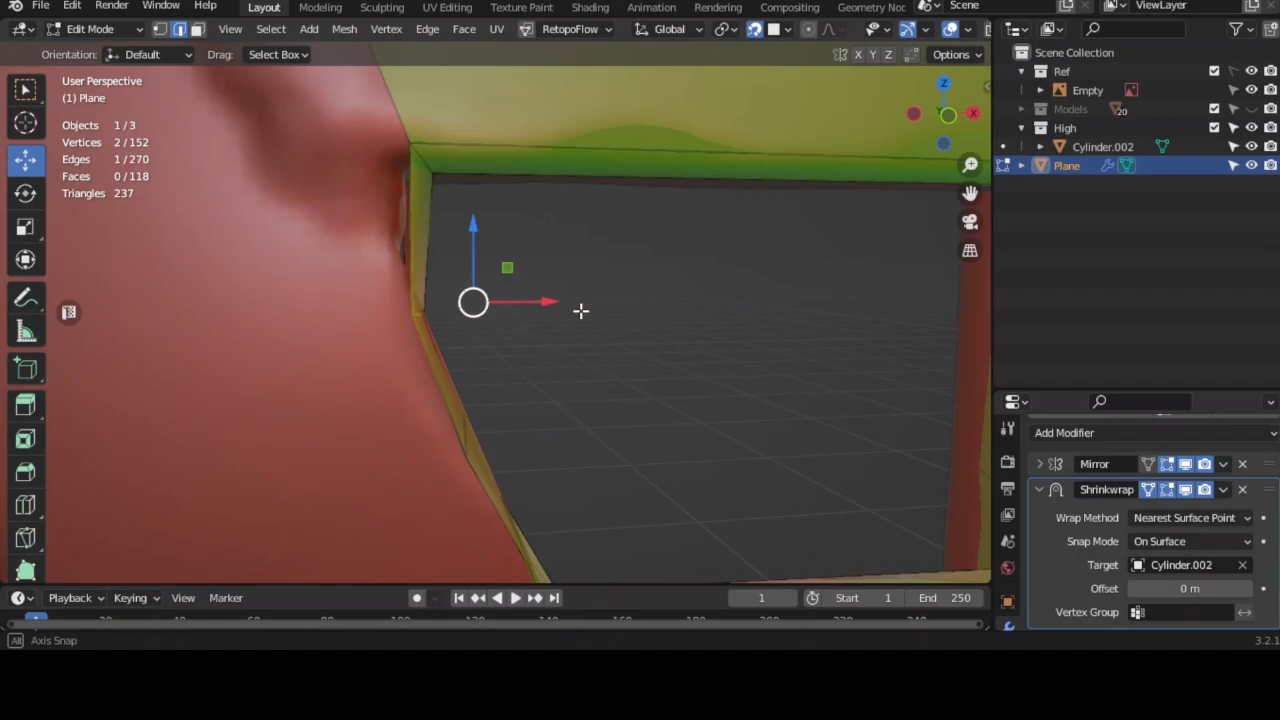 File Edit Render Window Help Layout Modeling Sculpting UV Editing Texture Paint Shading Animation Rendering Compositing Geometry Noc Scene ViewLayer
Edit Mode View Select Add Mesh Vertex Edge Face UV RetopoFlow Global
Orientation: Default Drag: Select Box X Y Z Options
User Perspective
(1) Plane
Objects 1/3
Vertices 2/152
Edges 1/270
Faces 0/118
Triangles 237
Z
X
Y
Scene Collection
Ref
Empty
Models 20
High
Cylinder.002
Plane
Add Modifier
Mirror
Shrinkwrap
Wrap Method Nearest Surface Point
Snap Mode On Surface
Target Cylinder.002
Offset 0 m
Vertex Group
Playback Keying View Marker 1 Start 1 End 250
Alt Axis Snap 3.2.1